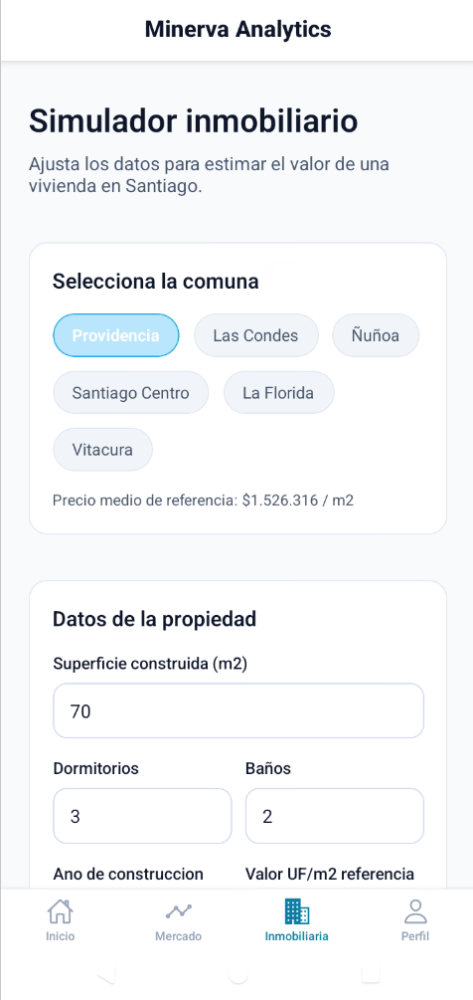 Minerva Analytics
Simulador inmobiliario
Ajusta los datos para estimar el valor de una
vivienda en Santiago.
Selecciona la comuna
Providencia
Las Condes
Ñuñoa
Santiago Centro
La Florida
Vitacura
Precio medio de referencia: $1.526.316 / m2
Datos de la propiedad
Superficie construida (m2)
70
Dormitorios
Baños
3
2
Ano de construccion
Valor UF/m2 referencia
Inicio
Mercado
Inmobiliaria
Perfil